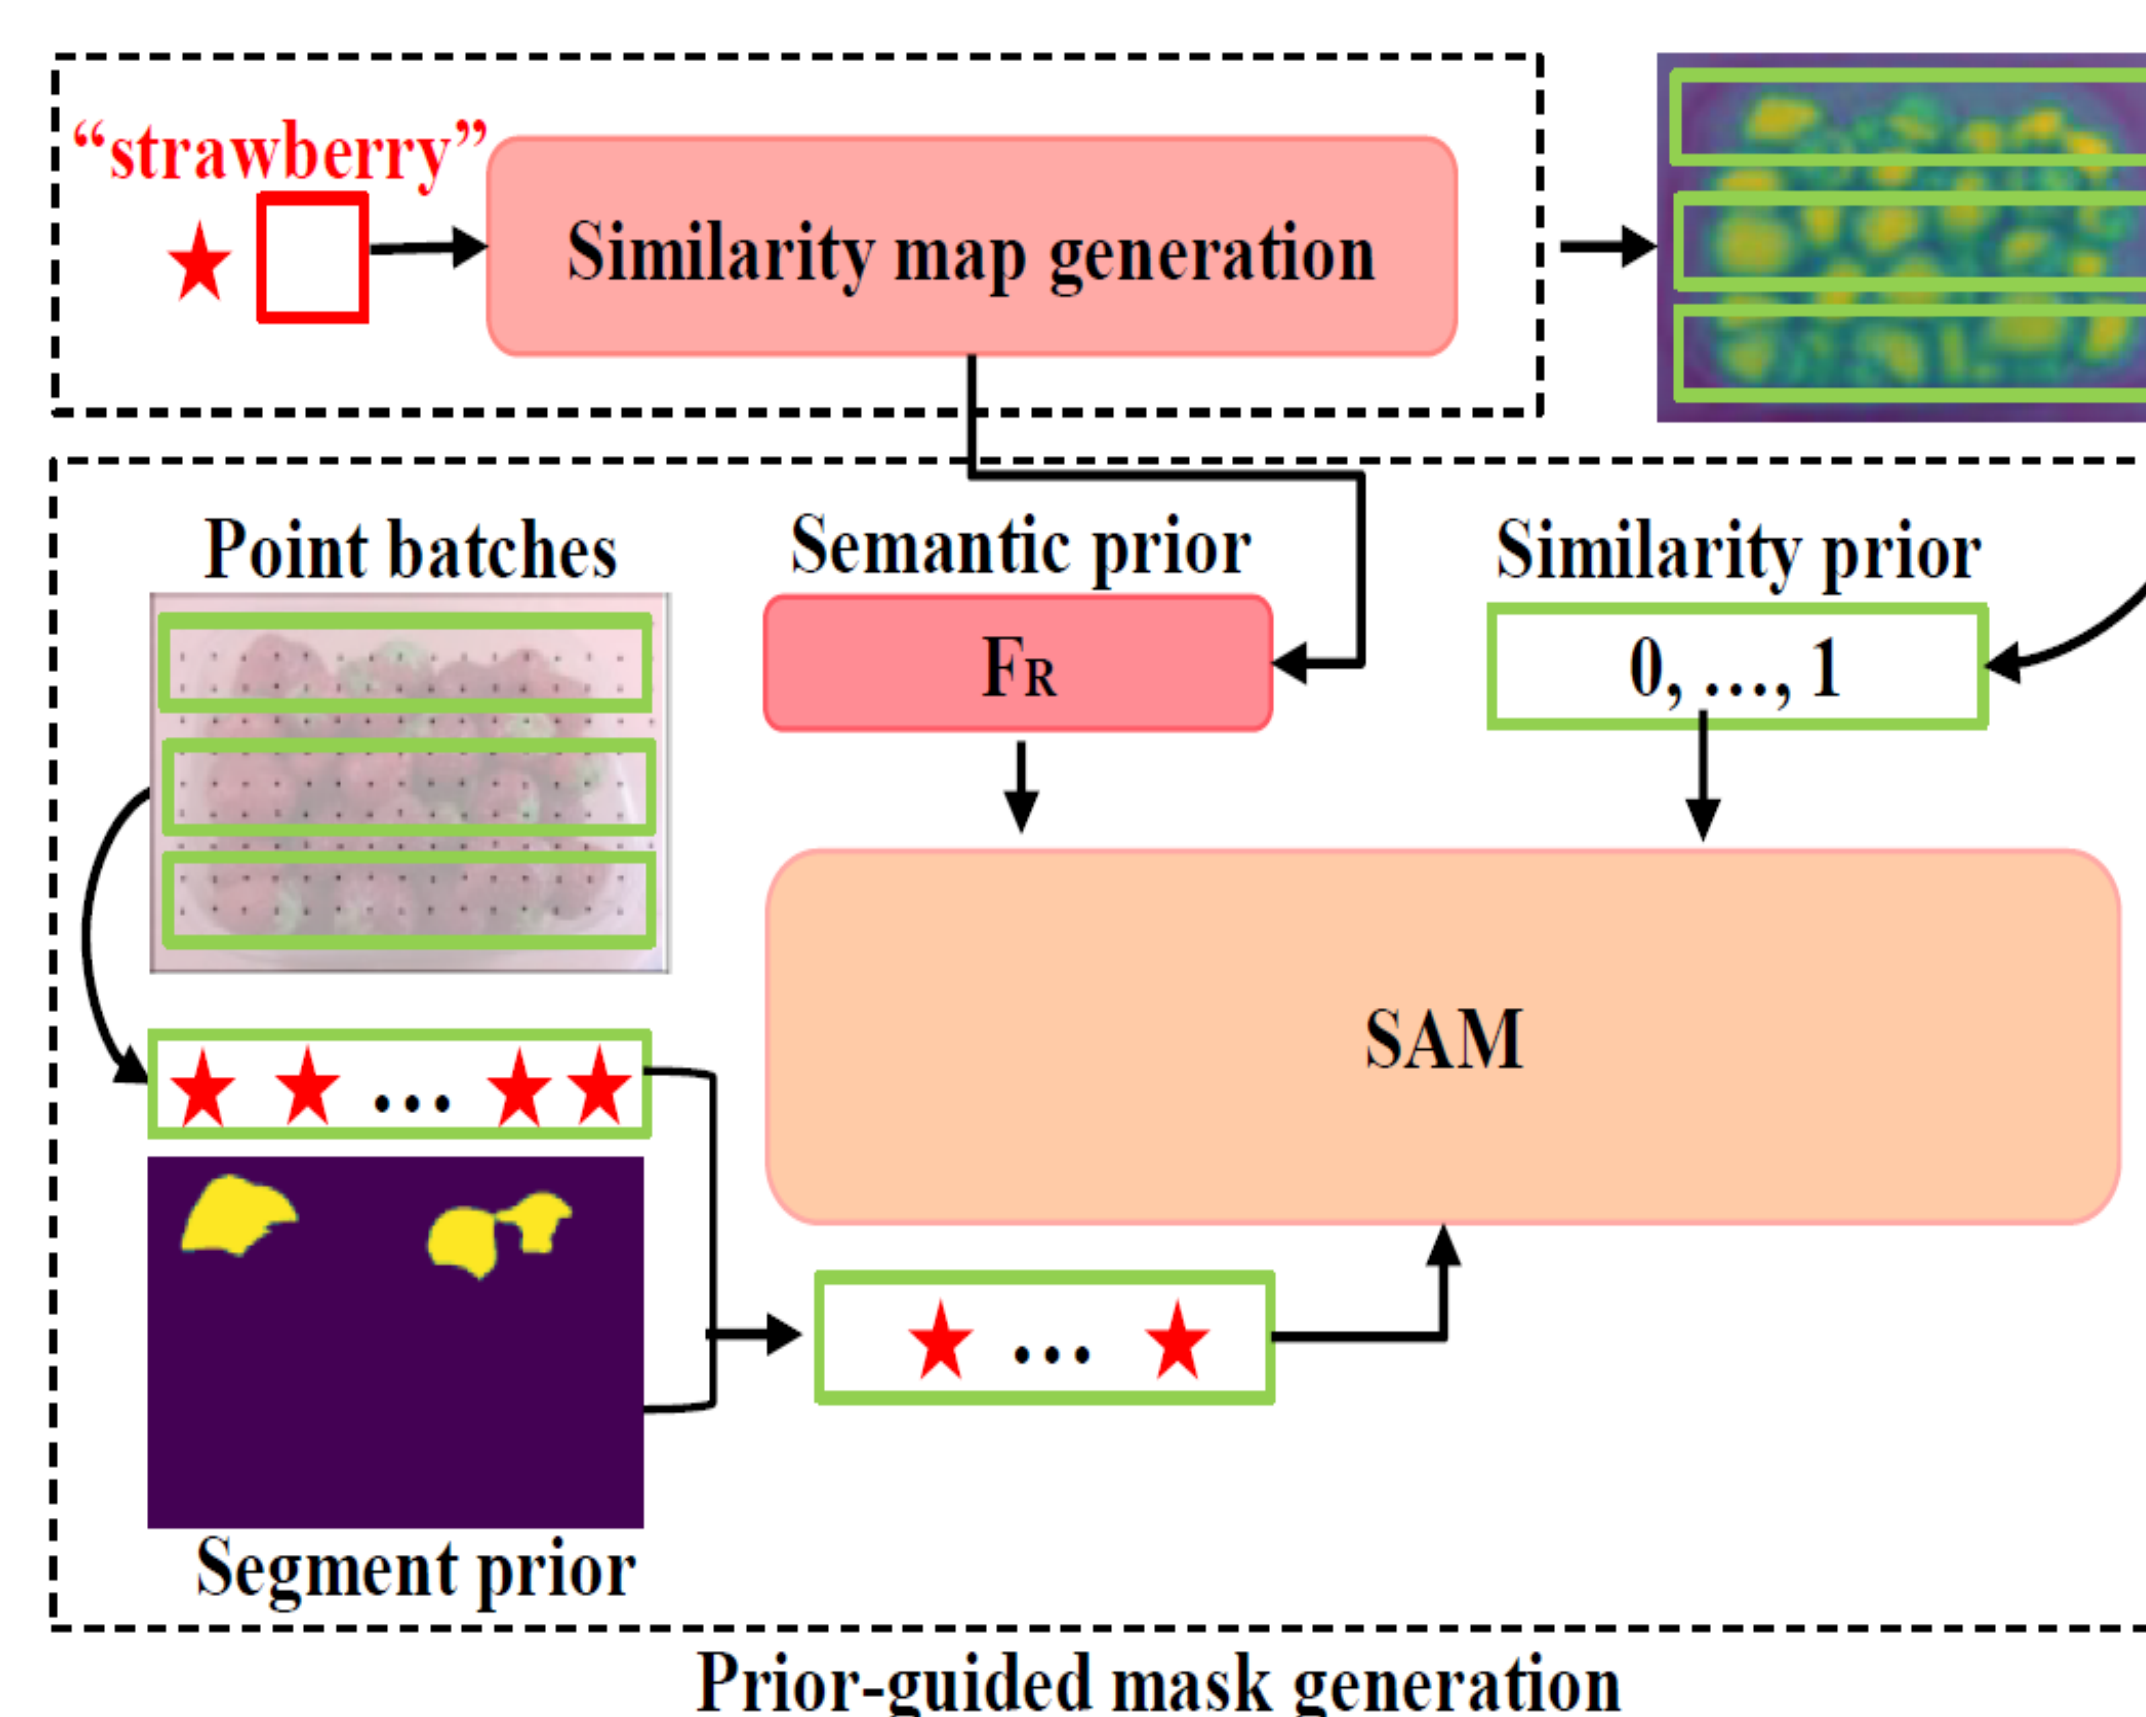 “strawberry”
Similarity map generation
Point batches
Semantic prior
Similarity prior
FR
0, …, 1
SAM
…
…
Segment prior
Prior-guided mask generation